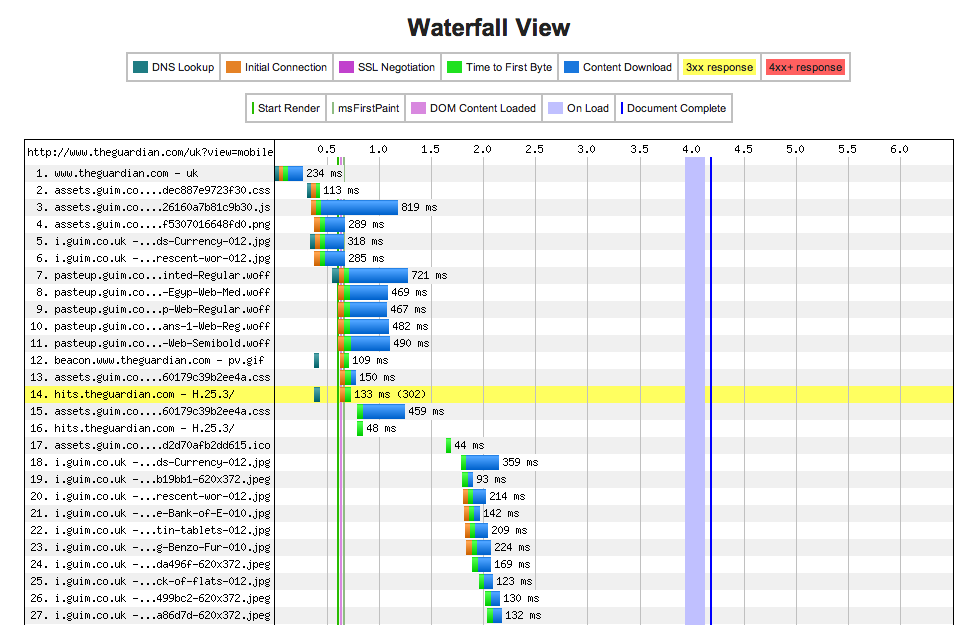 Waterfall View
DNS Lookup Initial Connection SSL Negotiation Time to First Byte Content Download 3xx response 4xx+ response
Start Render msFirstPaint DOM Content Loaded On Load Document Complete
http://www.theguardian.com/uk?view=mobile 0.5 1.0 1.5 2.0 2.5 3.0 3.5 4.0 4.5 5.0 5.5 6.0
1. www.theguardian.com - uk 234 ms
2. assets.guim.co....dec887e9723f30.css 113 ms
3. assets.guim.co....26160a7b81c9b30.js 819 ms
4. assets.guim.co....f5307016648fd0.png 289 ms
5. i.guim.co.uk -...ds-Currency-012.jpg 318 ms
6. i.guim.co.uk -...rescent-wor-012.jpg 285 ms
7. pasteup.guim.co...inted-Regular.woff 721 ms
8. pasteup.guim.co...-Egyp-Web-Med.woff 469 ms
9. pasteup.guim.co...p-Web-Regular.woff 467 ms
10. pasteup.guim.co...ans-1-Web-Reg.woff 482 ms
11. pasteup.guim.co...-Web-Semibold.woff 490 ms
12. beacon.www.theguardian.com - pv.gif 109 ms
13. assets.guim.co....60179c39b2ee4a.css 150 ms
14. hits.theguardian.com - H.25.3/ 133 ms (302)
15. assets.guim.co....60179c39b2ee4a.css 459 ms
16. hits.theguardian.com - H.25.3/ 48 ms
17. assets.guim.co....d2d70afb2dd615.ico 44 ms
18. i.guim.co.uk -...ds-Currency-012.jpg 359 ms
19. i.guim.co.uk -...b19bb1-620x372.jpeg 93 ms
20. i.guim.co.uk -...rescent-wor-012.jpg 214 ms
21. i.guim.co.uk -...e-Bank-of-E-010.jpg 142 ms
22. i.guim.co.uk -...tin-tablets-012.jpg 209 ms
23. i.guim.co.uk -...g-Benzo-Fur-010.jpg 224 ms
24. i.guim.co.uk -...da496f-620x372.jpeg 169 ms
25. i.guim.co.uk -...ck-of-flats-012.jpg 123 ms
26. i.guim.co.uk -...499bc2-620x372.jpeg 130 ms
27. i.guim.co.uk -...a86d7d-620x372.jpeg 132 ms